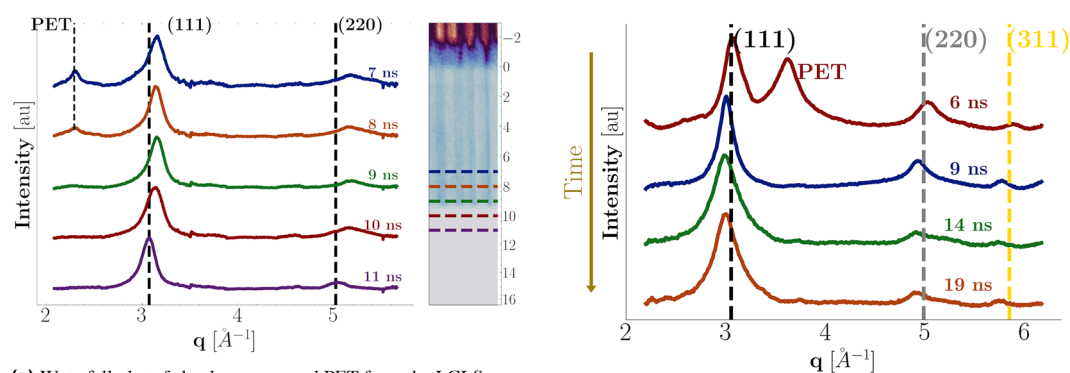 PET (111) (220)
7 ns
8 ns
9 ns
10 ns
11 ns
Intensity [au]
2 3 4 5
q [Å⁻¹]
−2
0
2
4
6
8
10
12
14
16
(111) (220) (311)
PET
6 ns
9 ns
14 ns
19 ns
Time
Intensity [au]
2 3 4 5 6
q [Å⁻¹]